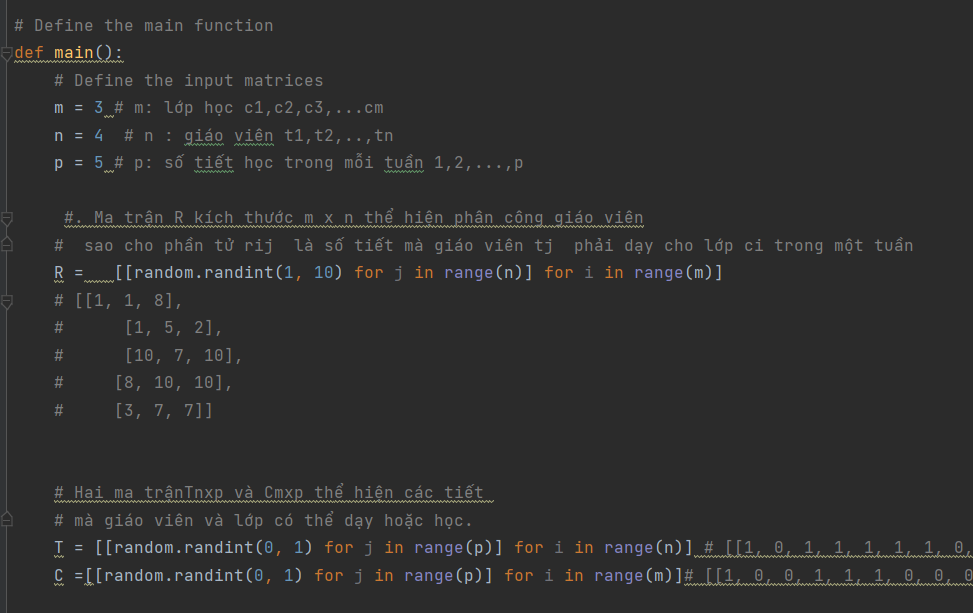 # Define the main function
def main():
    # Define the input matrices
    m = 3 # m: lớp học c1,c2,c3,...cm
    n = 4  # n : giáo viên t1,t2,..,tn
    p = 5 # p: số tiết học trong mỗi tuần 1,2,...,p
     #. Ma trận R kích thước m x n thể hiện phân công giáo viên
    #  sao cho phần tử rij  là số tiết mà giáo viên tj  phải dạy cho lớp ci trong một tuần
    R =   [[random.randint(1, 10) for j in range(n)] for i in range(m)]
    # [[1, 1, 8],
    #      [1, 5, 2],
    #      [10, 7, 10],
    #     [8, 10, 10],
    #     [3, 7, 7]]
    # Hai ma trậnTnxp và Cmxp thể hiện các tiết
    # mà giáo viên và lớp có thể dạy hoặc học.
    T = [[random.randint(0, 1) for j in range(p)] for i in range(n)] # [[1, 0, 1, 1, 1, 1, 1, 0,
    C =[[random.randint(0, 1) for j in range(p)] for i in range(m)]# [[1, 0, 0, 1, 1, 1, 0, 0, 0